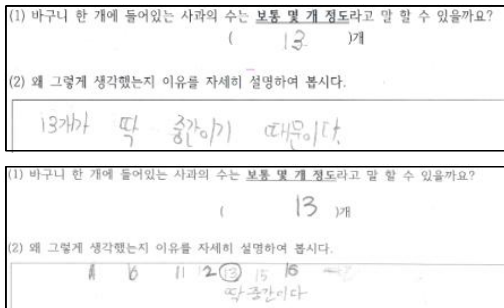 (1) 바구니 한 개에 들어있는 사과의 수는 보통 몇 개 정도라고 말 할 수 있을까요?
( 13 )개
(2) 왜 그렇게 생각했는지 이유를 자세히 설명하여 봅시다.
13개가 딱 중간이기 때문이다.
(1) 바구니 한 개에 들어있는 사과의 수는 보통 몇 개 정도라고 말 할 수 있을까요?
( 13 )개
(2) 왜 그렇게 생각했는지 이유를 자세히 설명하여 봅시다.
6 11 12 13 15 16
딱 중간이다